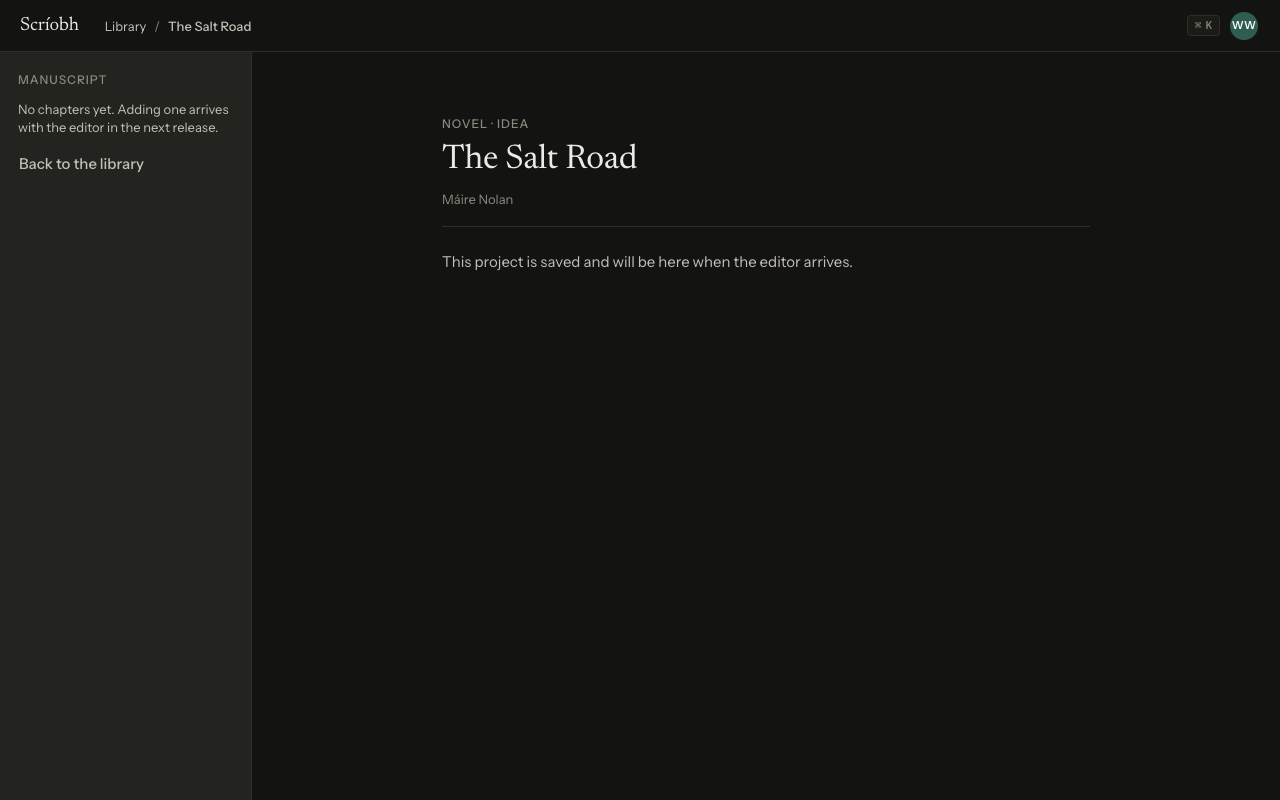 Scríobh
Library / The Salt Road
⌘ K
WW
MANUSCRIPT
No chapters yet. Adding one arrives
with the editor in the next release.
Back to the library
NOVEL · IDEA
The Salt Road
Máire Nolan
This project is saved and will be here when the editor arrives.